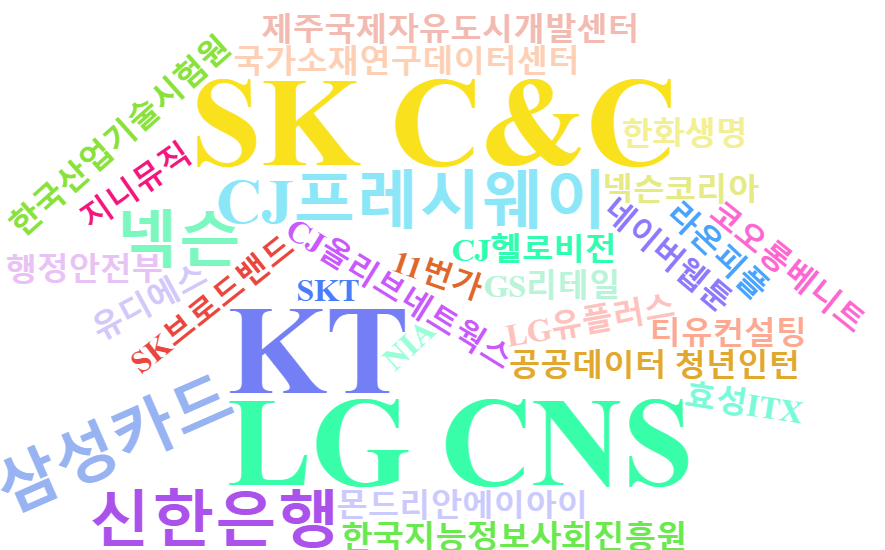 제주국제자유도시개발센터
국가소재연구데이터센터
한국산업기술시험원
SK C&C
한화생명
지니뮤직
CJ프레시웨이
넥슨코리아
넥슨
CJ올리브네트웍스
CJ헬로비전
네이버웹툰
라온피플
코오롱베니트
행정안전부
유디에스
SK브로드밴드
11번가
SKT
GS리테일
KT
NIA
LG유플러스
티유컨설팅
공공데이터 청년인턴
삼성카드
효성ITX
LG CNS
신한은행
몬드리안에이아이
한국지능정보사회진흥원